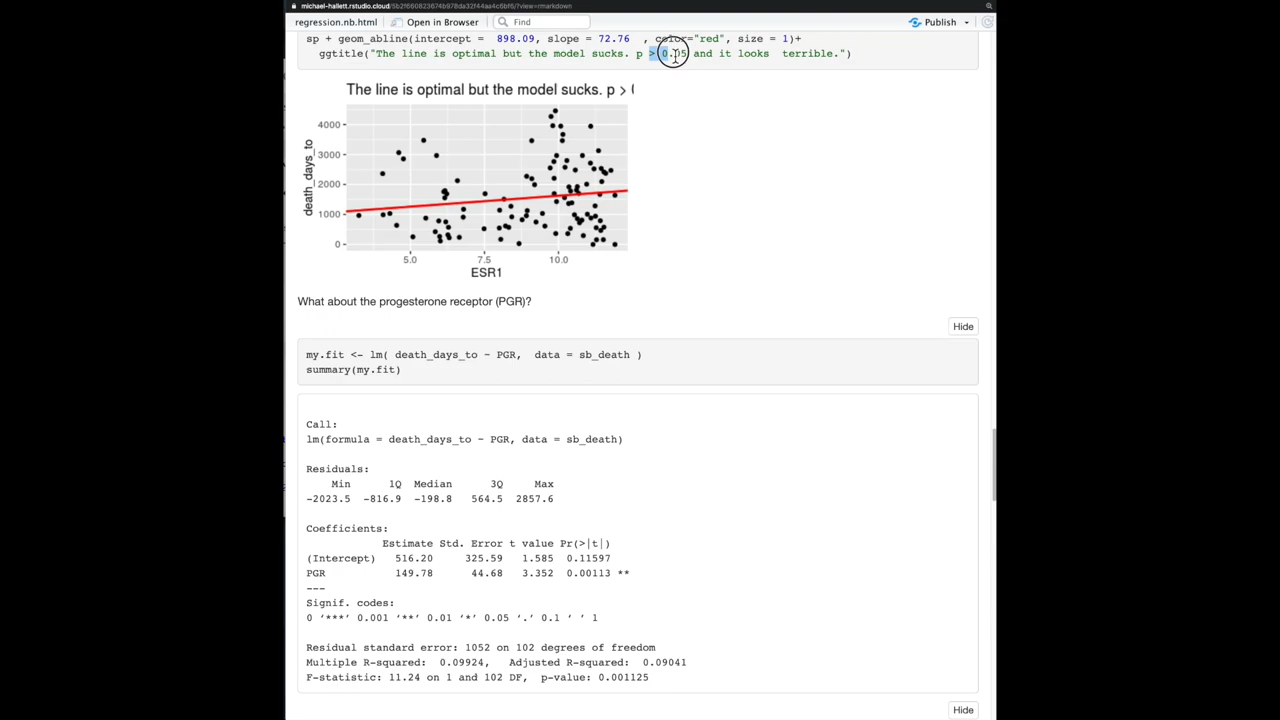 michael-hallett.rstudio.cloud/5b2f660823674b978da32f44aca6cbf6/?view=rmarkdown
regression.nb.html Open in Browser Find Publish
sp + geom_abline(intercept = 898.09, slope = 72.76 , color="red", size = 1)+
ggtitle("The line is optimal but the model sucks. p > 0.05 and it looks terrible.")
The line is optimal but the model sucks. p > (
4000
3000
2000
1000
0
death_days_to
5.0 7.5 10.0
ESR1
What about the progesterone receptor (PGR)?
Hide
my.fit <- lm( death_days_to ~ PGR, data = sb_death )
summary(my.fit)
Call:
lm(formula = death_days_to ~ PGR, data = sb_death)
Residuals:
Min 1Q Median 3Q Max
-2023.5 -816.9 -198.8 564.5 2857.6
Coefficients:
Estimate Std. Error t value Pr(>|t|)
(Intercept) 516.20 325.59 1.585 0.11597
PGR 149.78 44.68 3.352 0.00113 **
---
Signif. codes:
0 ‘***’ 0.001 ‘**’ 0.01 ‘*’ 0.05 ‘.’ 0.1 ‘ ’ 1
Residual standard error: 1052 on 102 degrees of freedom
Multiple R-squared: 0.09924, Adjusted R-squared: 0.09041
F-statistic: 11.24 on 1 and 102 DF, p-value: 0.001125
Hide